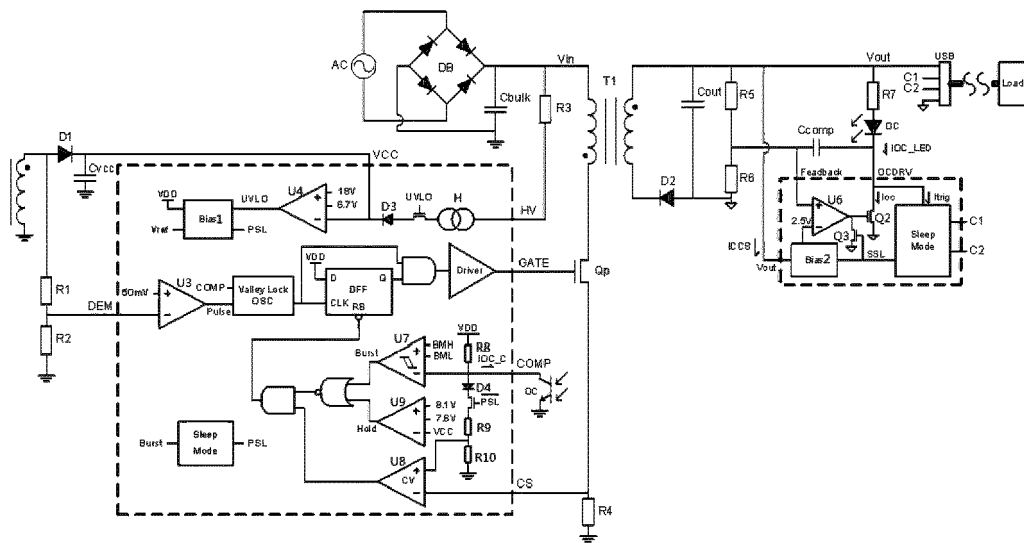 AC
DB
Vin
Cbulk
R3
T1
Cout
R5
Vout
R7
USB
C1
C2
Load
OC
Ccomp
IOC_LED
D1
CVCC
VCC
Feadback
OCDRV
R6
D2
VDD
UVLO
U4
18V
6.7V
Bias1
Vref
PSL
D3
UVLO
H
HV
U6
Ioc
Itrig
2.5V
Q2
Q3
Sleep
Mode
C1
C2
ICCS
Vout
Bias2
SSL
GATE
Qp
R1
DEM
R2
50mV
U3
COMP
Pulse
Valley Lock
OSC
VDD
D
Q
DFF
CLK
RB
Driver
Burst
U7
BMH
BML
VDD
R8
IOC_C
COMP
OC
D4
PSL
U9
8.1V
7.6V
VCC
Hold
R9
R10
U8
CV
CS
R4
Burst
Sleep
Mode
PSL